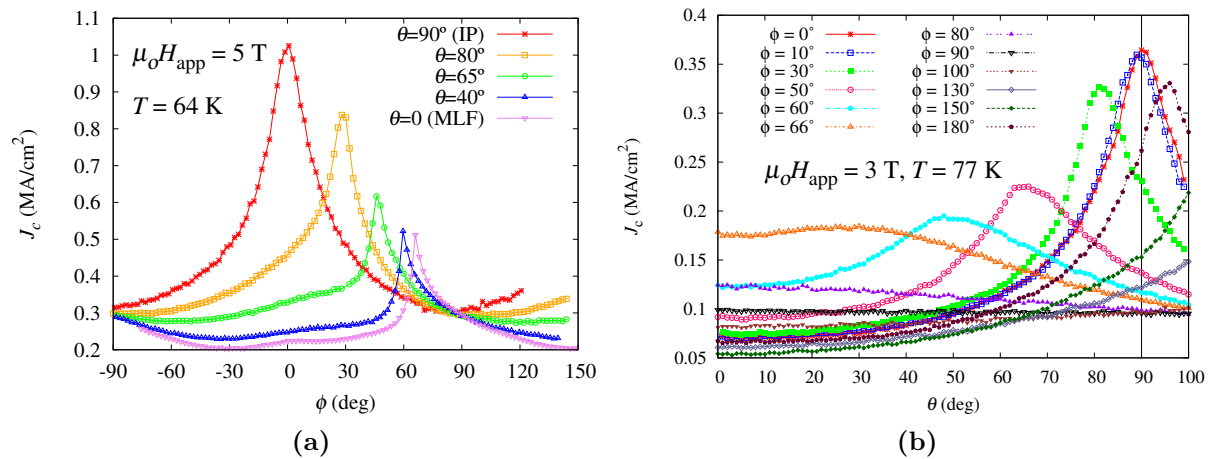 1.1
1
0.9
0.8
0.7
0.6
0.5
0.4
0.3
0.2
J_c (MA/cm²)
μ_oH_app = 5 T
T = 64 K
θ=90º (IP)
θ=80º
θ=65º
θ=40º
θ=0 (MLF)
-90 -60 -30 0 30 60 90 120 150
ϕ (deg)
(a)
0.4
0.35
0.3
0.25
0.2
0.15
0.1
0.05
J_c (MA/cm²)
ϕ = 0° ϕ = 80°
ϕ = 10° ϕ = 90°
ϕ = 30° ϕ = 100°
ϕ = 50° ϕ = 130°
ϕ = 60° ϕ = 150°
ϕ = 66° ϕ = 180°
μ_oH_app = 3 T, T = 77 K
0 10 20 30 40 50 60 70 80 90 100
θ (deg)
(b)